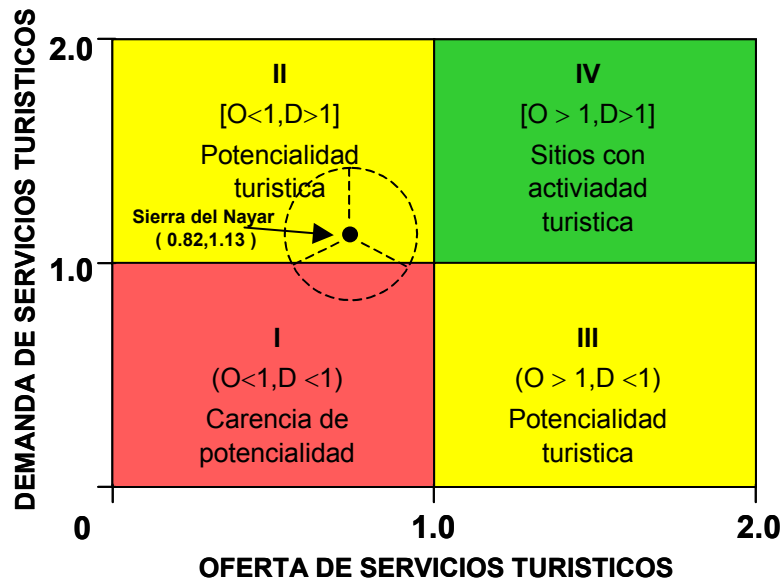 DEMANDA DE SERVICIOS TURISTICOS
2.0
1.0
II
[O<1,D>1]
Potencialidad
turistica
Sierra del Nayar
( 0.82,1.13 )
IV
[O > 1,D>1]
Sitios con
activiadad
turistica
I
(O<1,D <1)
Carencia de
potencialidad
III
(O > 1,D <1)
Potencialidad
turistica
0
1.0
2.0
OFERTA DE SERVICIOS TURISTICOS